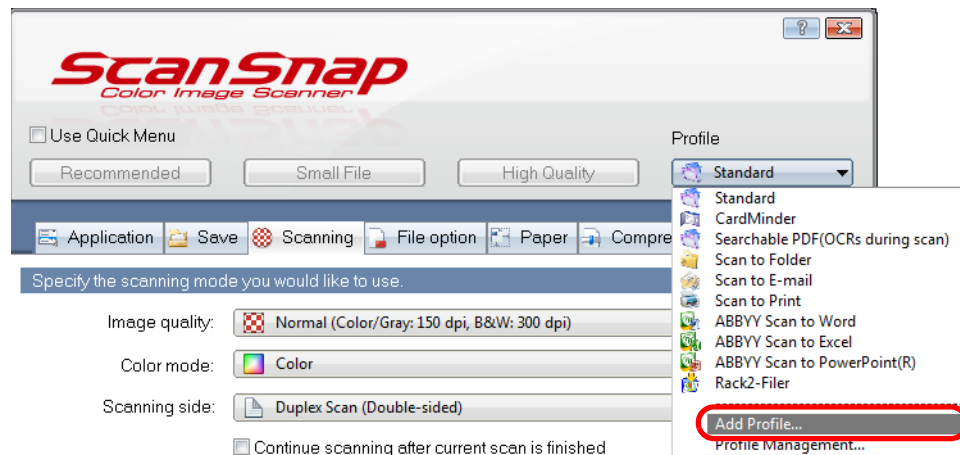 ScanSnap
Color Image Scanner
Use Quick Menu
Profile
Recommended
Small File
High Quality
Standard
Application
Save
Scanning
File option
Paper
Compre
Specify the scanning mode you would like to use.
Image quality:
Normal (Color/Gray: 150 dpi, B&W: 300 dpi)
Color mode:
Color
Scanning side:
Duplex Scan (Double-sided)
Continue scanning after current scan is finished
Standard
CardMinder
Searchable PDF(OCRs during scan)
Scan to Folder
Scan to E-mail
Scan to Print
ABBYY Scan to Word
ABBYY Scan to Excel
ABBYY Scan to PowerPoint(R)
Rack2-Filer
Add Profile...
Profile Management...